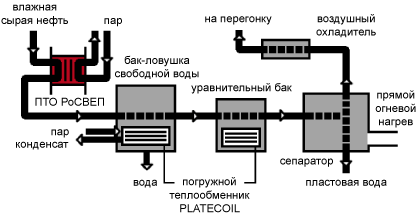 влажная
сырая нефть
пар
ПТО РоСВЕП
бак-ловушка
свободной воды
на перегонку
воздушный
охладитель
уравнительный бак
прямой
огневой
нагрев
пар
конденсат
вода
погружной
теплообменник
PLATECOIL
сепаратор
пластовая вода